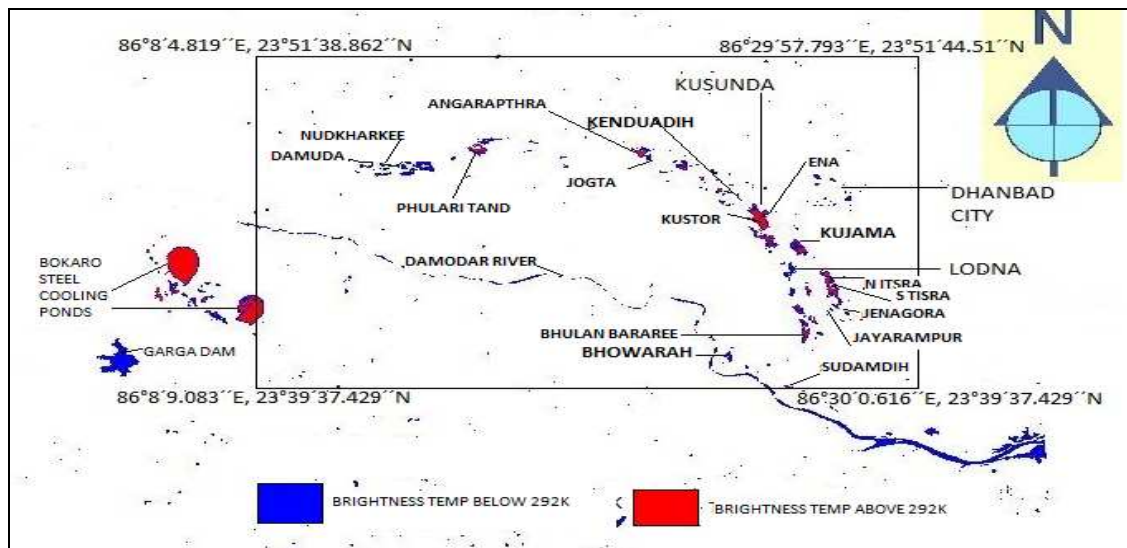 N
86°8´4.819´´E, 23°51´38.862´´N
86°29´57.793´´E, 23°51´44.51´´N
KUSUNDA
ANGARAPTHRA
KENDUADIH
NUDKHARKEE
DAMUDA
ENA
JOGTA
DHANBAD
CITY
PHULARI TAND
KUSTOR
KUJAMA
BOKARO
STEEL
COOLING
PONDS
DAMODAR RIVER
LODNA
N ITSRA
S TISRA
JENAGORA
BHULAN BARAREE
JAYARAMPUR
GARGA DAM
BHOWARAH
SUDAMDIH
86°8´9.083´´E, 23°39´37.429´´N
86°30´0.616´´E, 23°39´37.429´´N
BRIGHTNESS TEMP BELOW 292K
BRIGHTNESS TEMP ABOVE 292K